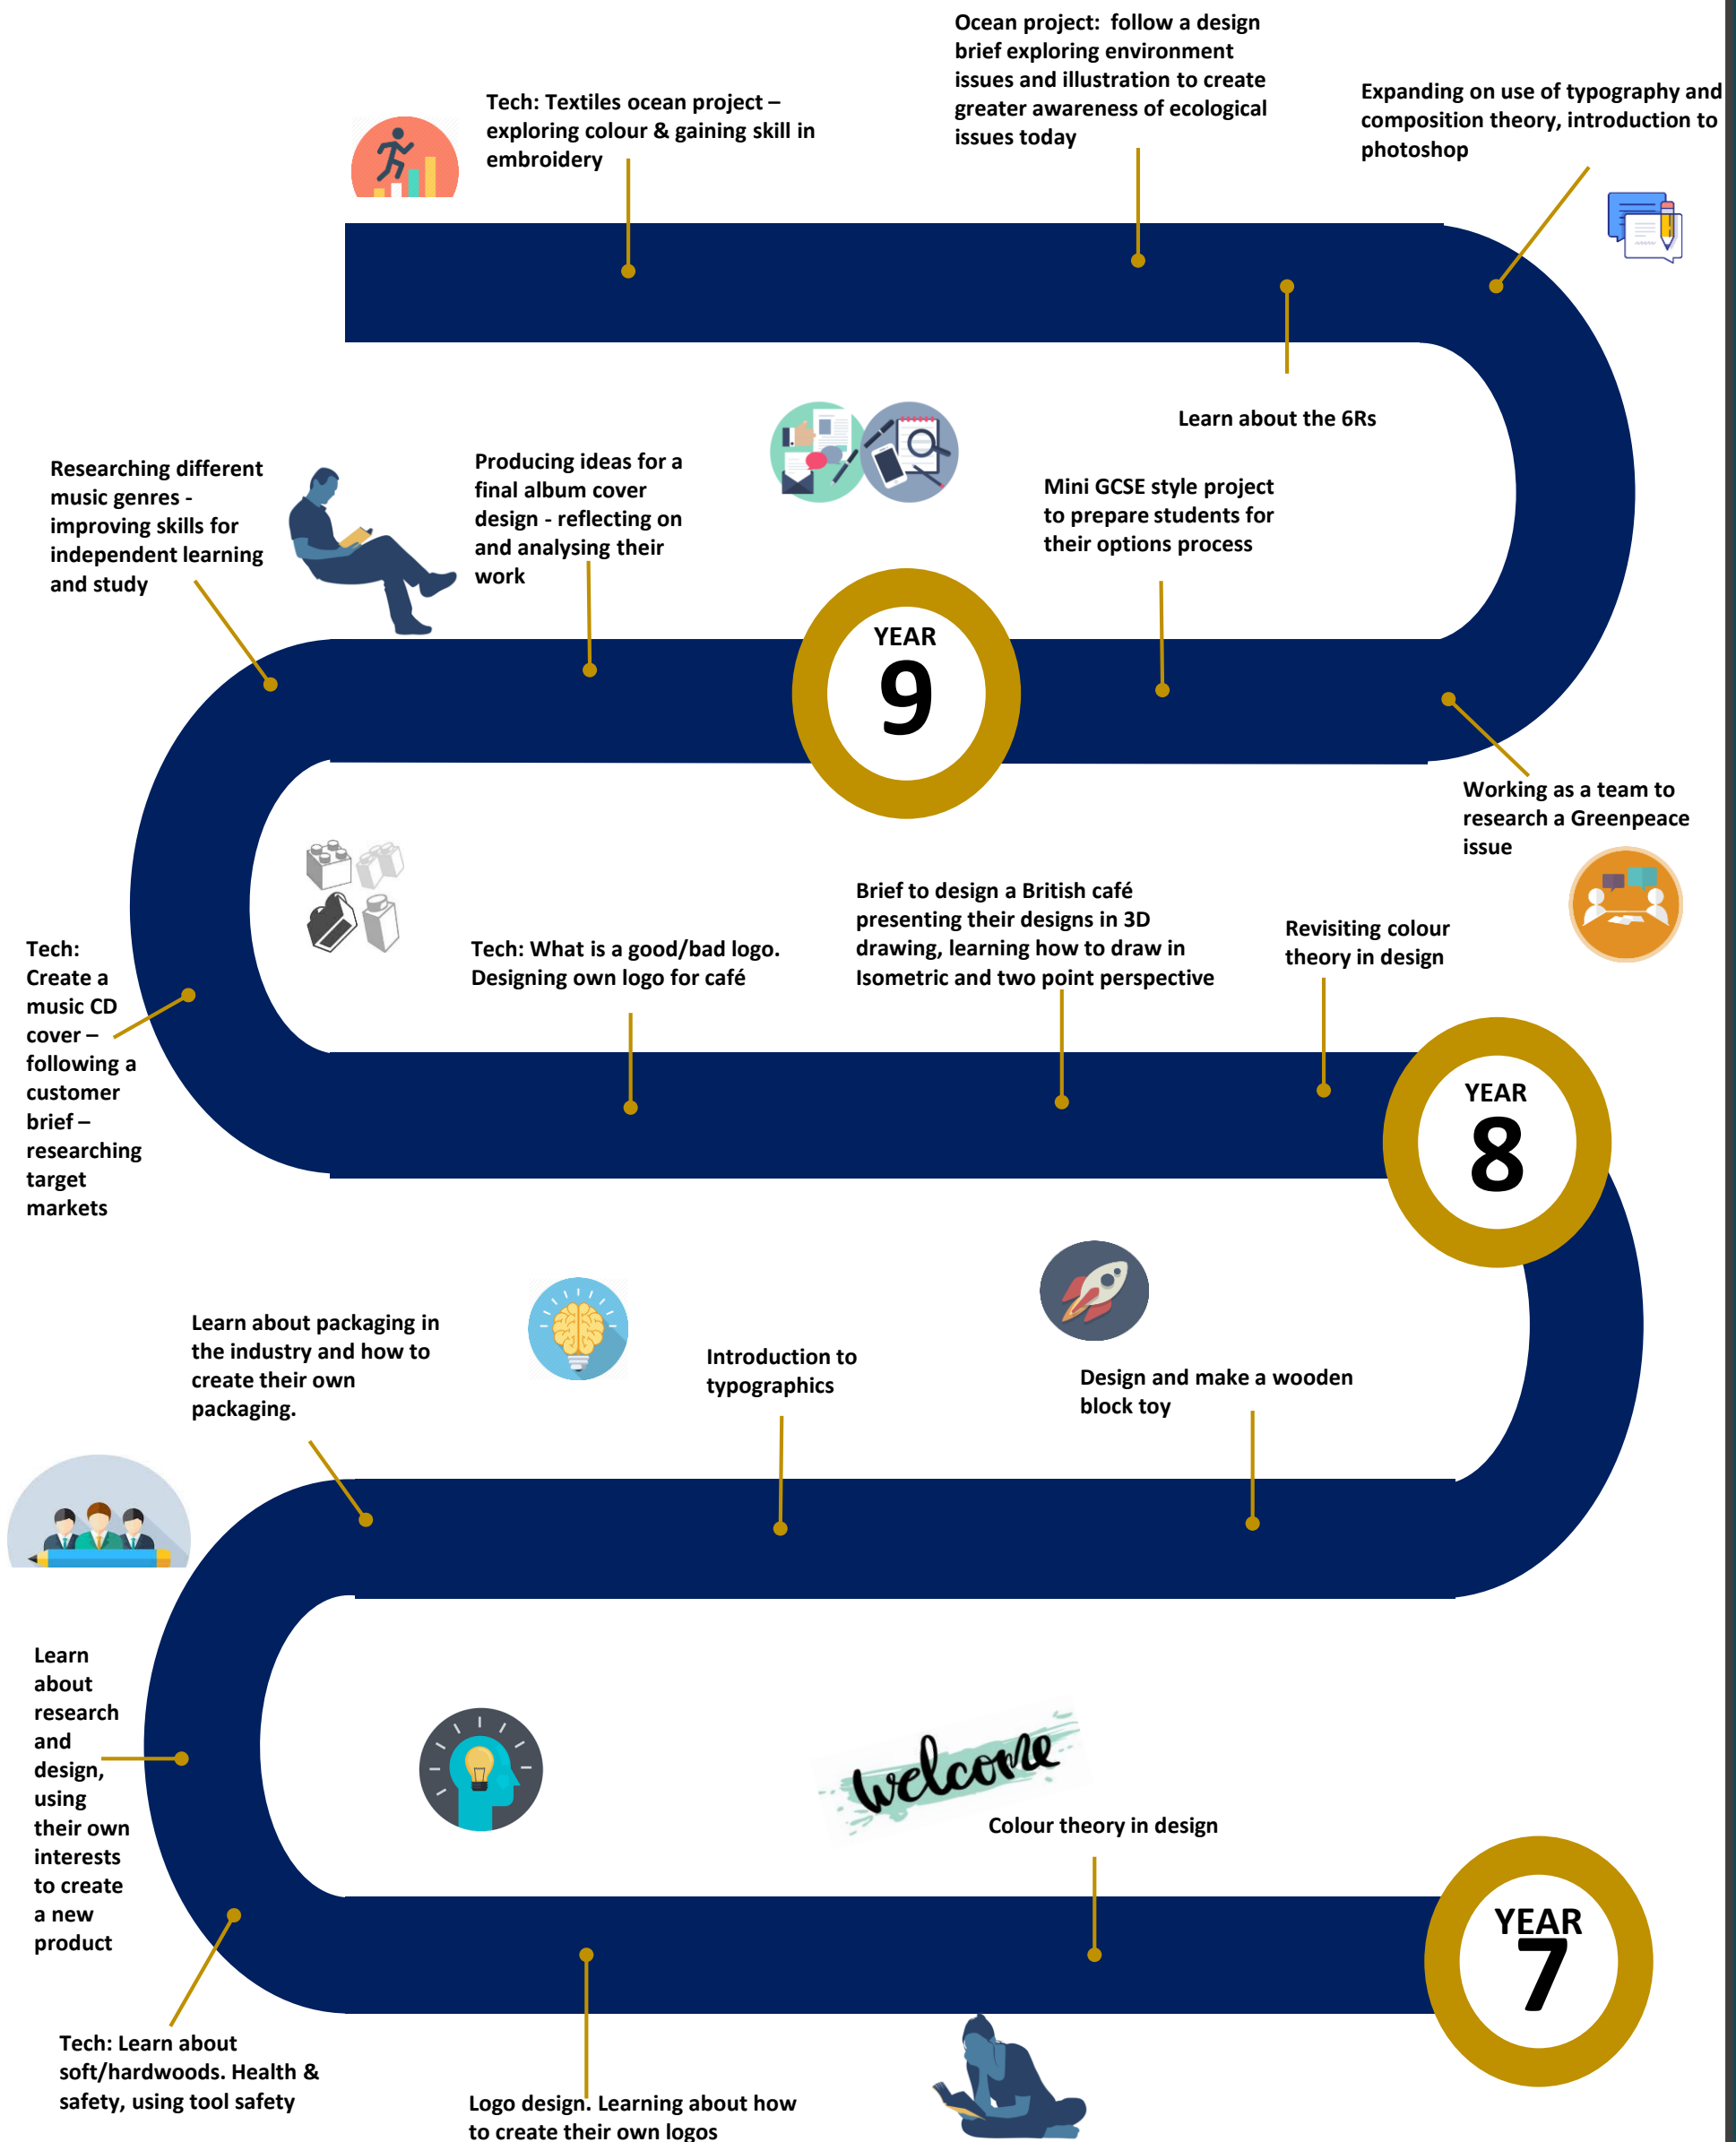 Ocean project:  follow a design
brief exploring environment
issues and illustration to create
greater awareness of ecological
issues today
Tech: Textiles ocean project –
exploring colour & gaining skill in
embroidery
Expanding on use of typography and
composition theory, introduction to
photoshop
Learn about the 6Rs
Researching different
music genres -
improving skills for
independent learning
and study
Producing ideas for a
final album cover
design - reflecting on
and analysing their
work
Mini GCSE style project
to prepare students for
their options process
YEAR
9
Working as a team to
research a Greenpeace
issue
Tech:
Create a
music CD
cover –
following a
customer
brief –
researching
target
markets
Tech: What is a good/bad logo.
Designing own logo for café
Brief to design a British café
presenting their designs in 3D
drawing, learning how to draw in
Isometric and two point perspective
Revisiting colour
theory in design
YEAR
8
Learn about packaging in
the industry and how to
create their own
packaging.
Introduction to
typographics
Design and make a wooden
block toy
Learn
about
research
and
design,
using
their own
interests
to create
a new
product
welcome
Colour theory in design
YEAR
7
Tech: Learn about
soft/hardwoods. Health &
safety, using tool safety
Logo design. Learning about how
to create their own logos